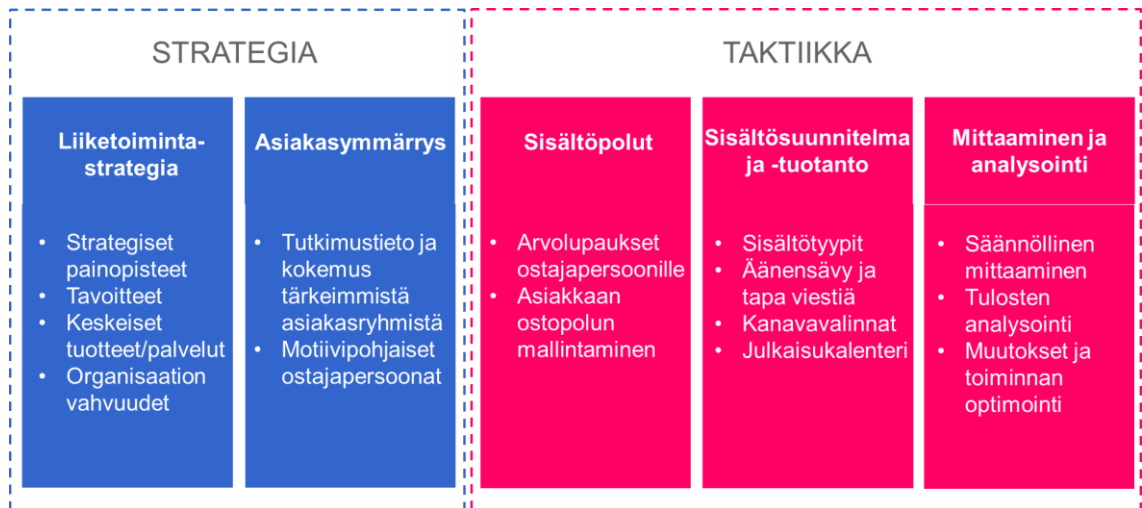 STRATEGIA
TAKTIIKKA
Liiketoiminta-
strategia
Asiakasymmärrys
Sisältöpolut
Sisältösuunnitelma
ja -tuotanto
Mittaaminen ja
analysointi
• Strategiset
painopisteet
• Tavoitteet
• Keskeiset
tuotteet/palvelut
• Organisaation
vahvuudet
• Tutkimustieto ja
kokemus
tärkeimmistä
asiakasryhmistä
• Motiivipohjaiset
ostajapersoonat
• Arvolupaukset
ostajapersoonille
• Asiakkaan
ostopolun
mallintaminen
• Sisältötyypit
• Äänensävy ja
tapa viestiä
• Kanavavalinnat
• Julkaisukalenteri
• Säännöllinen
mittaaminen
• Tulosten
analysointi
• Muutokset ja
toiminnan
optimointi